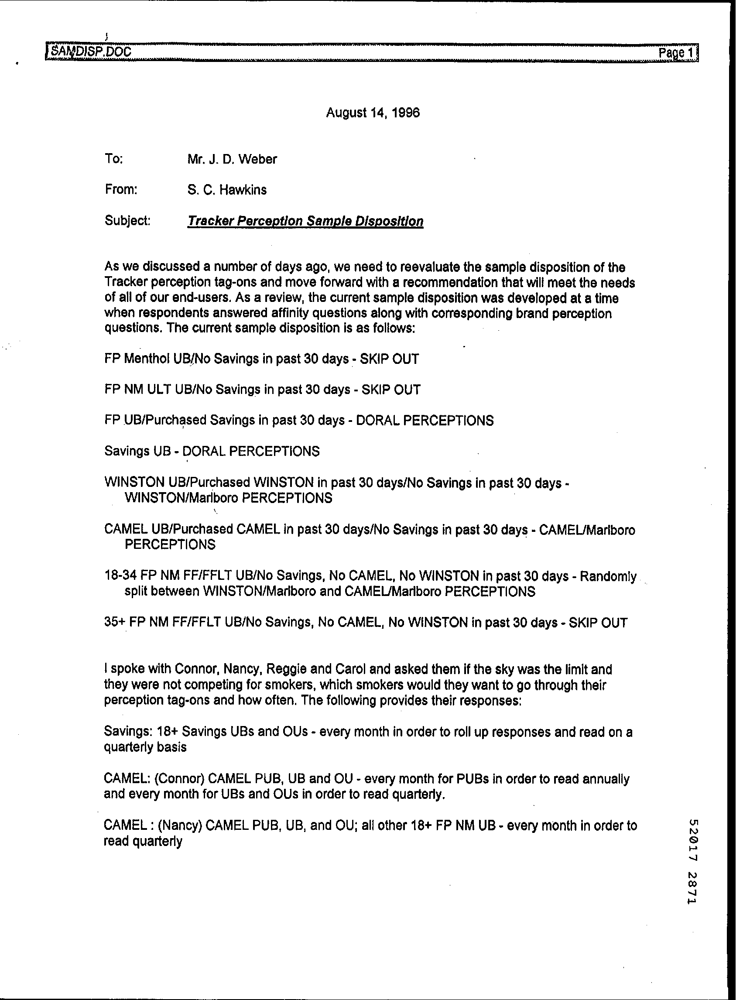 SAMDISP.DOC Page 1
August 14, 1996
To: Mr. J. D. Weber
From: S. C. Hawkins
Subject: Tracker Perception Sample Disposition
As we discussed a number of days ago, we need to reevaluate the sample disposition of the
Tracker perception tag-ons and move forward with a recommendation that will meet the needs
of all of our end-users. As a review, the current sample disposition was developed at a time
when respondents answered affinity questions along with corresponding brand perception
questions. The current sample disposition is as follows:
FP Menthol UB/No Savings in past 30 days - SKIP OUT
FP NM ULT UB/No Savings in past 30 days - SKIP OUT
FP UB/Purchased Savings in past 30 days - DORAL PERCEPTIONS
Savings UB - DORAL PERCEPTIONS
WINSTON UB/Purchased WINSTON in past 30 days/No Savings in past 30 days -
WINSTON/Marlboro PERCEPTIONS
CAMEL UB/Purchased CAMEL in past 30 days/No Savings in past 30 days - CAMEL/Marlboro
PERCEPTIONS
18-34 FP NM FF/FFLT UB/No Savings, No CAMEL, No WINSTON in past 30 days - Randomly
split between WINSTON/Marlboro and CAMEL/Marlboro PERCEPTIONS
35+ FP NM FF/FFLT UB/No Savings, No CAMEL, No WINSTON in past 30 days - SKIP OUT
I spoke with Connor, Nancy, Reggie and Carol and asked them if the sky was the limit and
they were not competing for smokers, which smokers would they want to go through their
perception tag-ons and how often. The following provides their responses:
Savings: 18+ Savings UBs and OUs - every month in order to roll up responses and read on a
quarterly basis
CAMEL: (Connor) CAMEL PUB, UB and OU - every month for PUBs in order to read annually
and every month for UBs and OUs in order to read quarterly.
CAMEL : (Nancy) CAMEL PUB, UB, and OU; all other 18+ FP NM UB - every month in order to
read quarterly
52017 2871